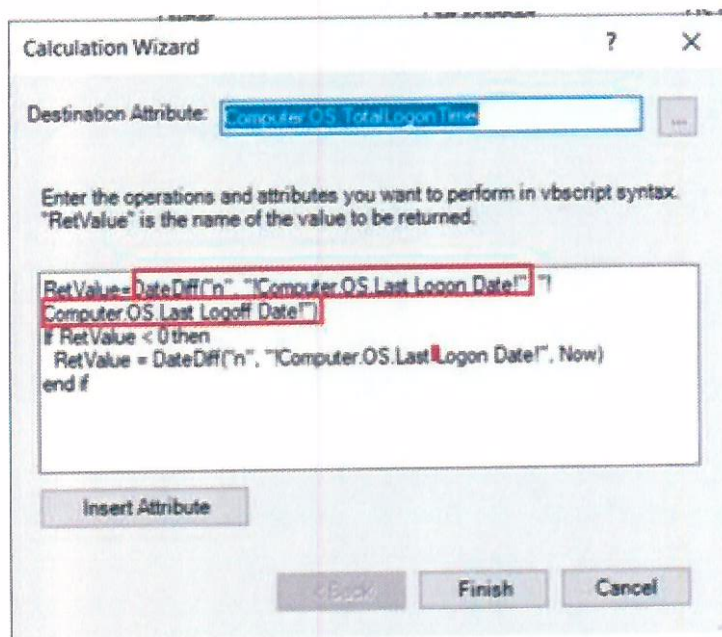 Calculation Wizard ? ×
Destination Attribute: Computer.OS.TotalLogonTime ...
Enter the operations and attributes you want to perform in vbscript syntax.
"RetValue" is the name of the value to be returned.
RetValue=DateDiff("n", "!Computer.OS.Last Logon Date!", "!
Computer.OS.Last Logoff Date!")
If RetValue < 0 then
RetValue = DateDiff("n", "!Computer.OS.Last Logon Date!", Now)
end if
Insert Attribute
< Back Finish Cancel